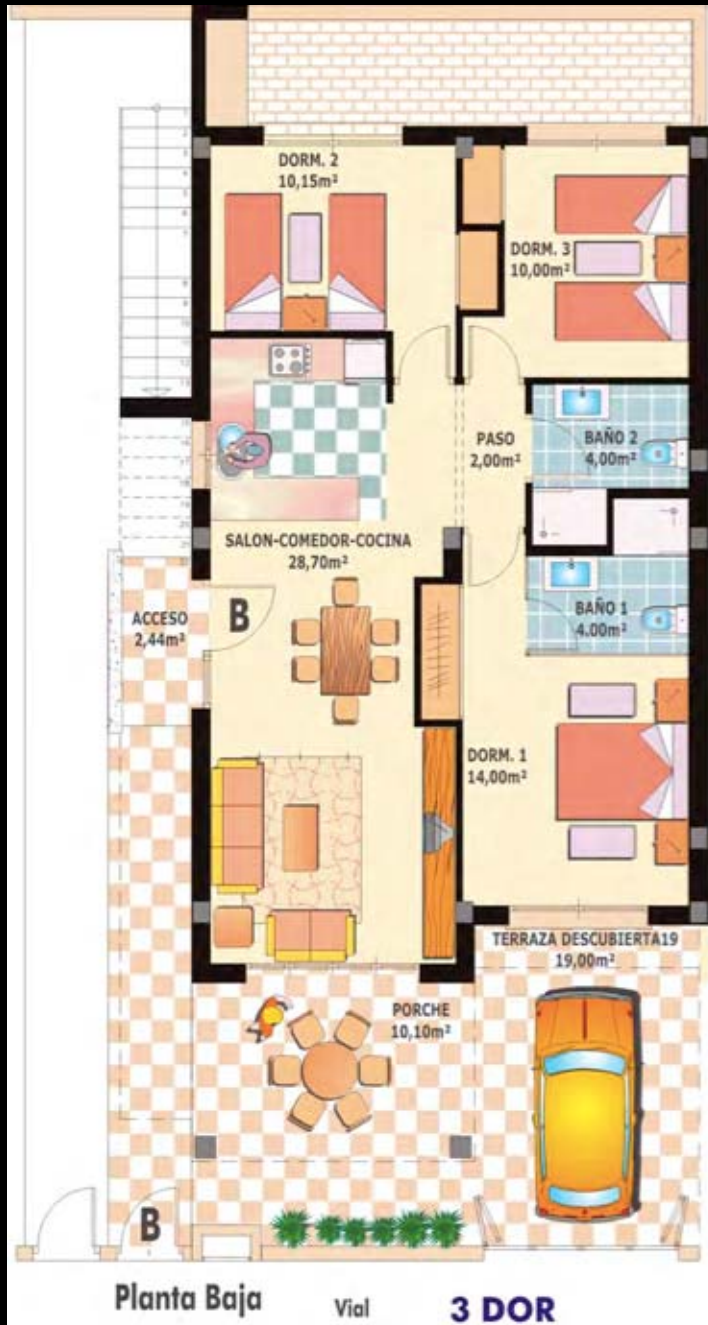 DORM. 2
10,15m²
DORM. 3
10,00m²
PASO
2,00m²
BAÑO 2
4,00m²
SALON-COMEDOR-COCINA
28,70m²
ACCESO
2,44m²
B
BAÑO 1
4.00m²
DORM. 1
14,00m²
TERRAZA DESCUBIERTA19
19,00m²
PORCHE
10,10m²
B
Planta Baja
Vial
3 DOR